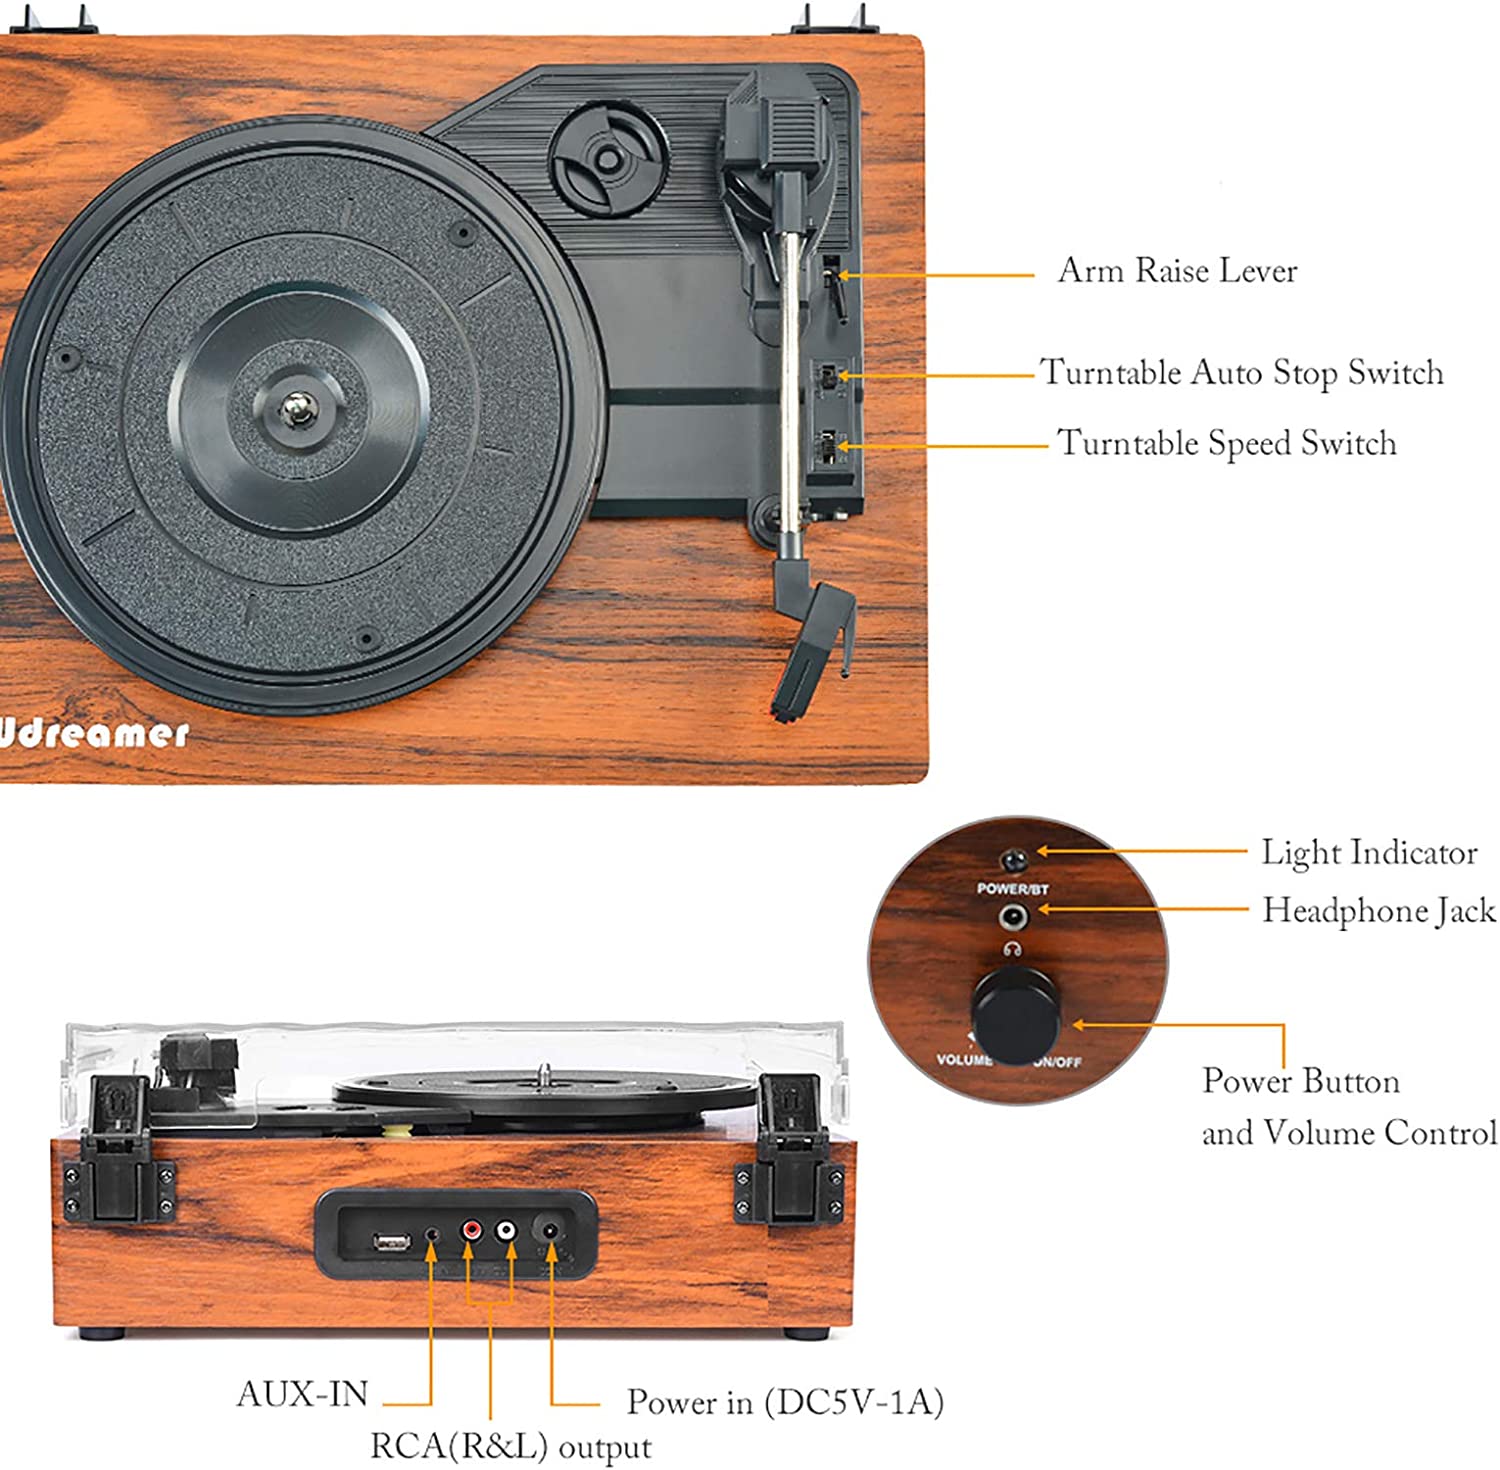 Arm Raise Lever
Turntable Auto Stop Switch
Turntable Speed Switch
Udreamer
Light Indicator
POWER/BT
Headphone Jack
VOLUME
ON/OFF
Power Button
and Volume Control
AUX-IN
Power in (DC5V-1A)
RCA(R&L) output